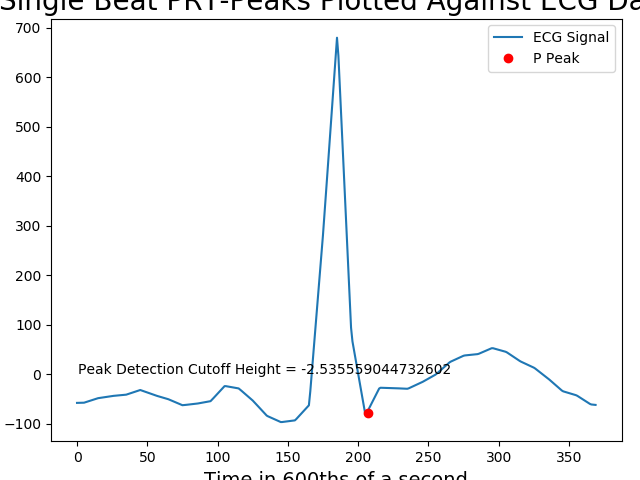 Single Beat PRT-Peaks Plotted Against ECG Da
700
600
500
400
300
200
100
0
−100
ECG Signal
P Peak
Peak Detection Cutoff Height = -2.535559044732602
0 50 100 150 200 250 300 350
Time in 600ths of a second